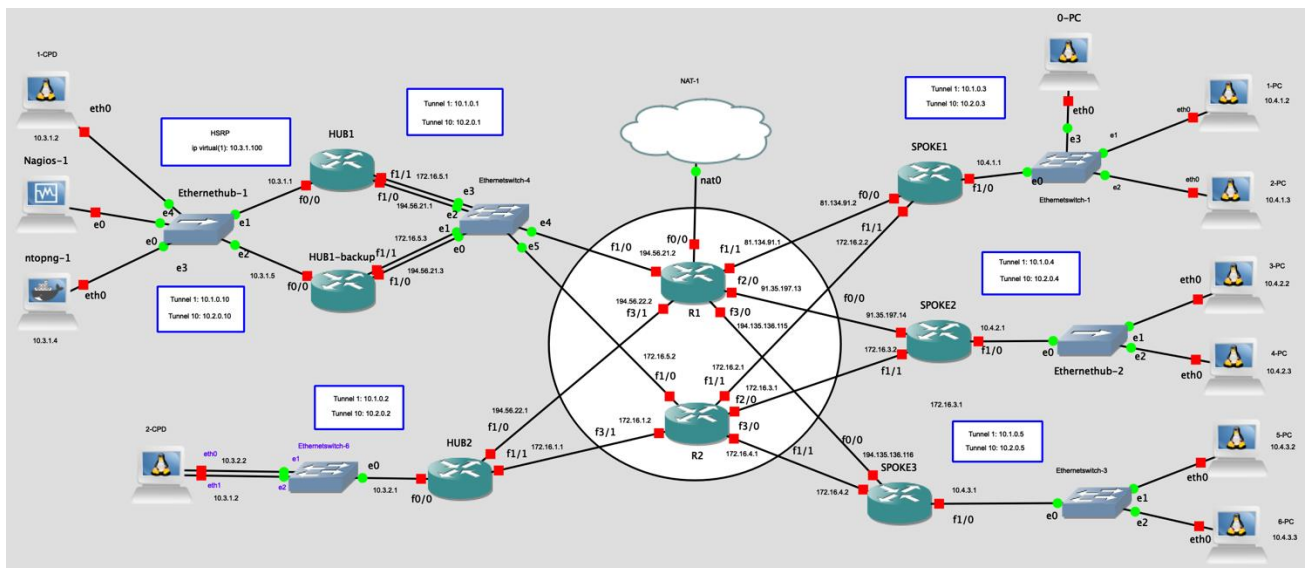 1-CPD
eth0
10.3.1.2
Nagios-1
e4
e0
e0
ntopng-1
eth0
e3
10.3.1.4
HSRP
ip virtual(1): 10.3.1.100
Ethernethub-1
e1
e2
10.3.1.1
f0/0
10.3.1.5
f0/0
Tunnel 1: 10.1.0.10
Tunnel 10: 10.2.0.10
HUB1
f1/1
f1/0
172.16.5.1
194.56.21.1
HUB1-backup
f1/1
f1/0
172.16.5.3
194.56.21.3
Tunnel 1: 10.1.0.1
Tunnel 10: 10.2.0.1
Ethernetswitch-4
e3
e2
e1
e0
e4
e5
NAT-1
nat0
f0/0
f1/0
194.56.21.2
f1/1
81.134.91.1
f2/0
91.35.197.13
194.56.22.2
f3/1
R1
f3/0
194.135.136.115
172.16.5.2
f1/0
172.16.2.1
f1/1
172.16.3.1
f2/0
f3/0
172.16.4.1
172.16.1.2
f3/1
R2
Tunnel 1: 10.1.0.2
Tunnel 10: 10.2.0.2
2-CPD
eth0
10.3.2.2
eth1
10.3.1.2
Ethernetswitch-6
e1
e2
e0
10.3.2.1
f0/0
HUB2
194.56.22.1
f1/0
172.16.1.1
f1/1
Tunnel 1: 10.1.0.3
Tunnel 10: 10.2.0.3
SPOKE1
f0/0
81.134.91.2
172.16.2.2
f1/1
10.4.1.1
f1/0
0-PC
eth0
e3
e0
e1
e2
Ethernetswitch-1
eth0
1-PC
10.4.1.2
eth0
2-PC
10.4.1.3
Tunnel 1: 10.1.0.4
Tunnel 10: 10.2.0.4
SPOKE2
f0/0
91.35.197.14
172.16.3.2
f1/1
10.4.2.1
f1/0
e0
e1
e2
Ethernethub-2
eth0
3-PC
10.4.2.2
4-PC
10.4.2.3
eth0
172.16.3.1
Tunnel 1: 10.1.0.5
Tunnel 10: 10.2.0.5
f0/0
194.135.136.116
f1/1
172.16.4.2
SPOKE3
10.4.3.1
f1/0
Ethernetswitch-3
e0
e1
e2
5-PC
10.4.3.2
eth0
6-PC
10.4.3.3
eth0